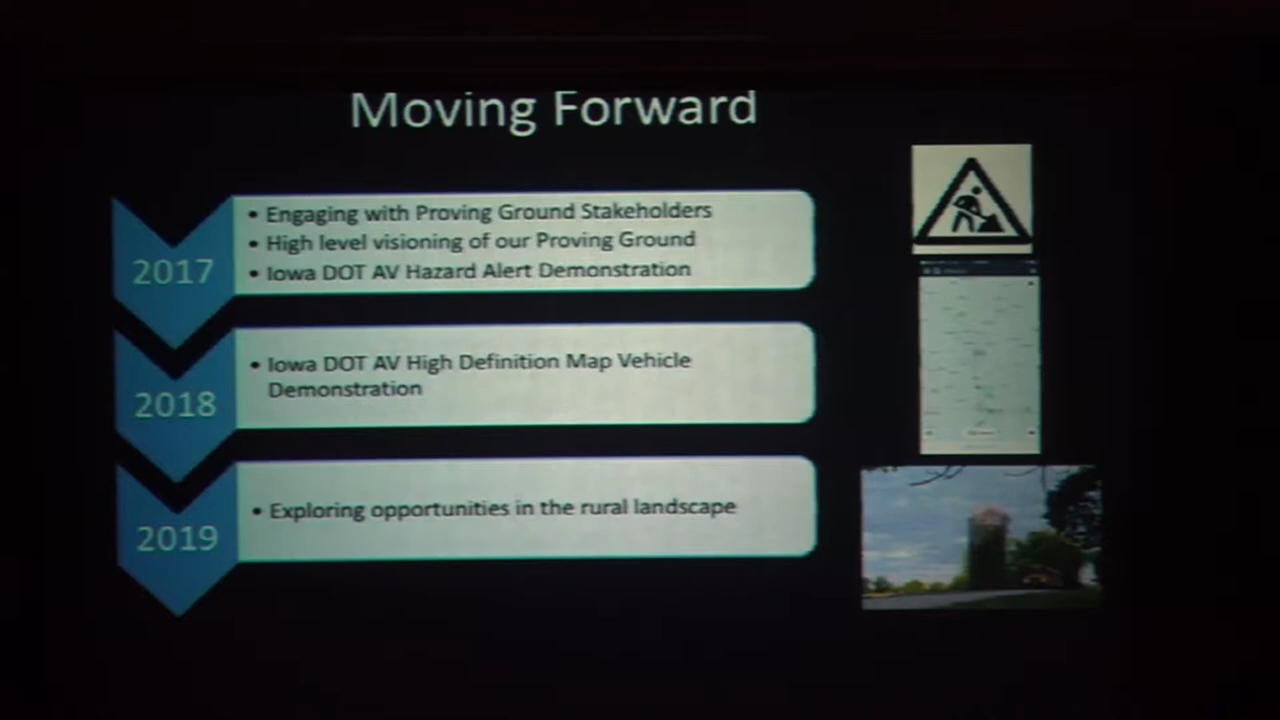 Moving Forward
2017
• Engaging with Proving Ground Stakeholders
• High level visioning of our Proving Ground
• Iowa DOT AV Hazard Alert Demonstration
2018
• Iowa DOT AV High Definition Map Vehicle
Demonstration
2019
• Exploring opportunities in the rural landscape